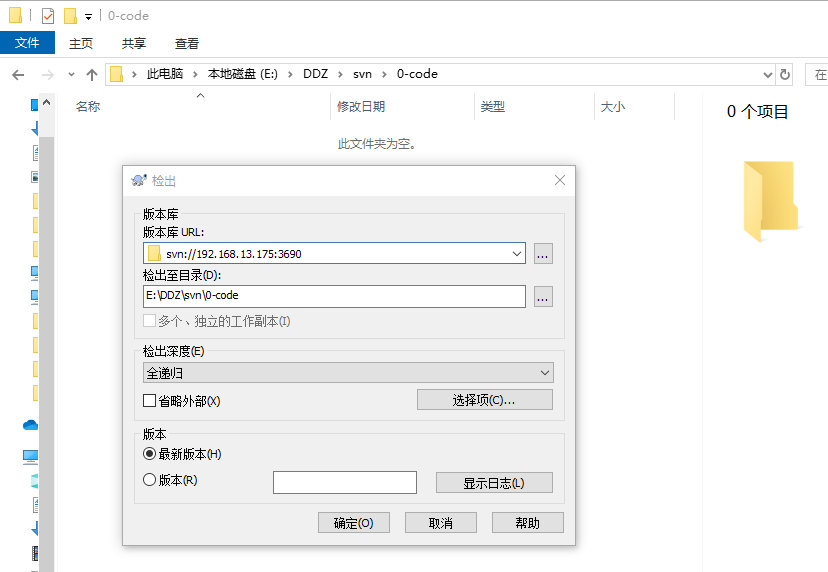 0-code
文件 主页 共享 查看
此电脑 本地磁盘 (E:) DDZ svn 0-code 在
名称 修改日期 类型 大小
0 个项目
此文件夹为空。
检出
版本库
版本库 URL:
svn://192.168.13.175:3690
...
检出至目录(D):
E:\DDZ\svn\0-code
...
多个、独立的工作副本(I)
检出深度(E)
全递归
省略外部(X) 选择项(C)...
版本
最新版本(H)
版本(R) 显示日志(L)
确定(O) 取消 帮助